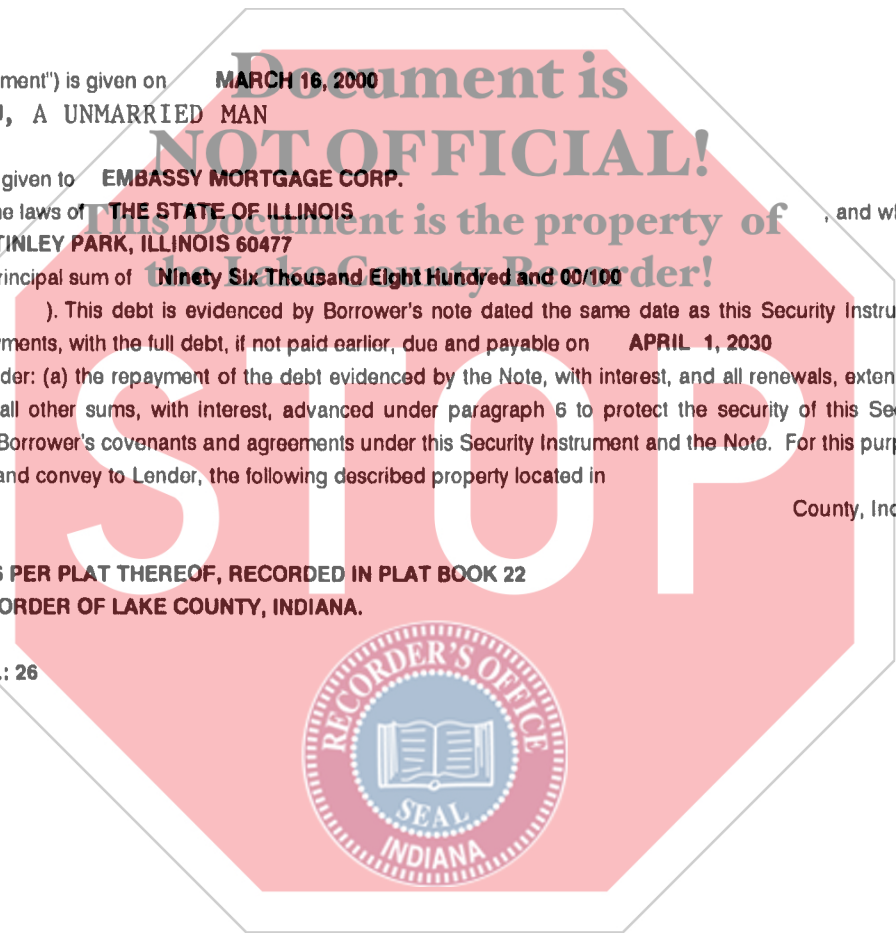 Document is
NOT OFFICIAL!
This Document is the property of
the Lake County Recorder!
ment") is given on MARCH 16, 2000
, A UNMARRIED MAN
given to EMBASSY MORTGAGE CORP.
e laws of THE STATE OF ILLINOIS , and w
TINLEY PARK, ILLINOIS 60477
rincipal sum of Ninety Six Thousand Eight Hundred and 00/100
). This debt is evidenced by Borrower's note dated the same date as this Security Instru
ments, with the full debt, if not paid earlier, due and payable on APRIL 1, 2030
der: (a) the repayment of the debt evidenced by the Note, with interest, and all renewals, exten
all other sums, with interest, advanced under paragraph 6 to protect the security of this Sec
Borrower's covenants and agreements under this Security Instrument and the Note. For this purp
and convey to Lender, the following described property located in
County, Ind
S PER PLAT THEREOF, RECORDED IN PLAT BOOK 22
ORDER OF LAKE COUNTY, INDIANA.
.: 26
STOP
RECORDER'S OFFICE
SEAL
INDIANA